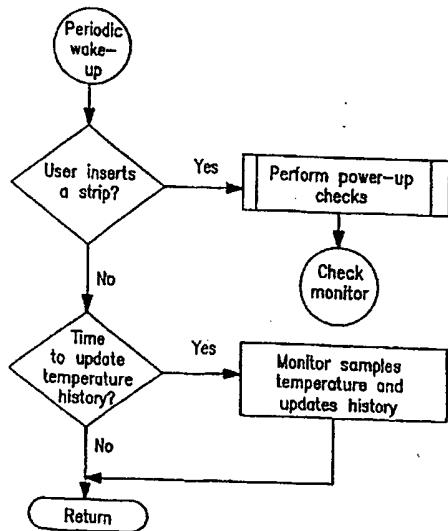 Periodic
wake-
up
User inserts
a strip?
Yes
Perform power-up
checks
No
Check
monitor
Time
to update
temperature
history?
Yes
Monitor samples
temperature and
updates history
No
Return